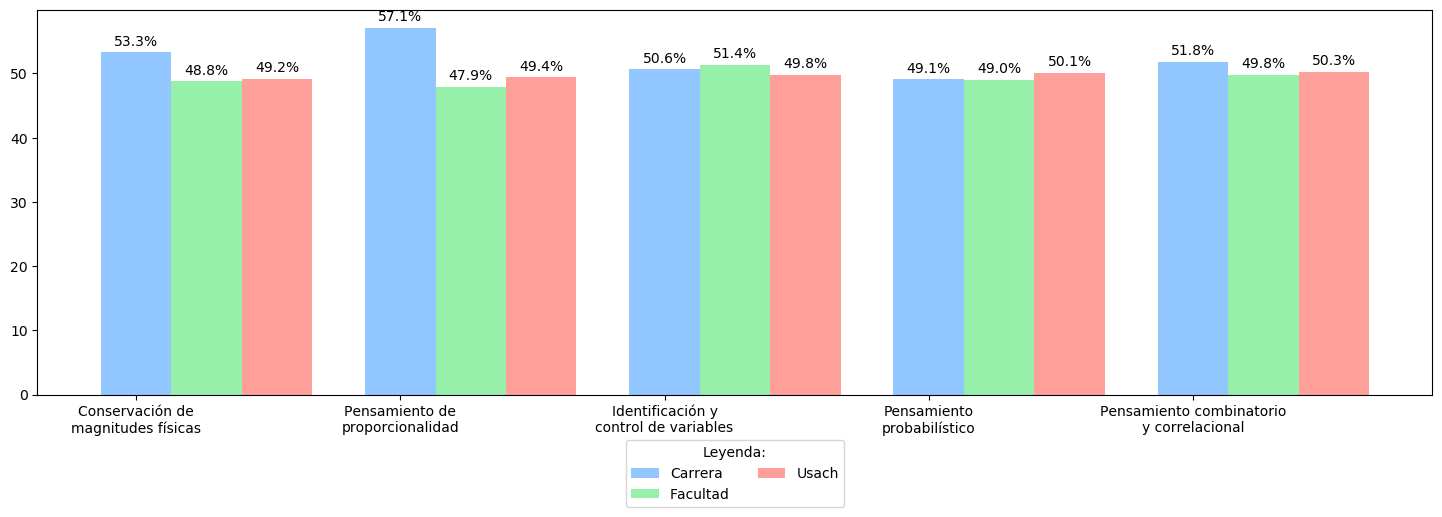 57.1%
53.3%
48.8%
49.2%
47.9%
49.4%
50.6%
51.4%
49.8%
49.1%
49.0%
50.1%
51.8%
49.8%
50.3%
50
40
30
20
10
0
Conservación de
magnitudes físicas
Pensamiento de
proporcionalidad
Identificación y
control de variables
Pensamiento
probabilístico
Pensamiento combinatorio
y correlacional
Leyenda:
Carrera
Facultad
Usach